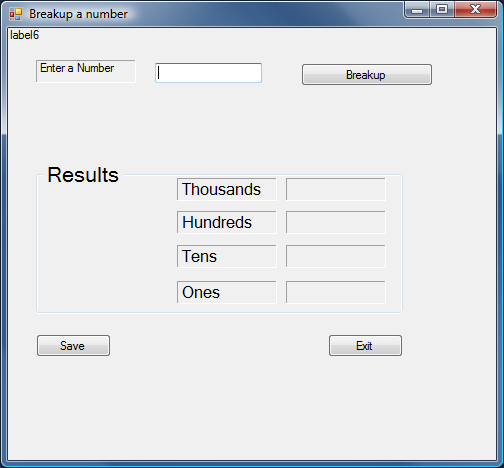 Breakup a number
label6
Enter a Number
Breakup
Results
Thousands
Hundreds
Tens
Ones
Save
Exit